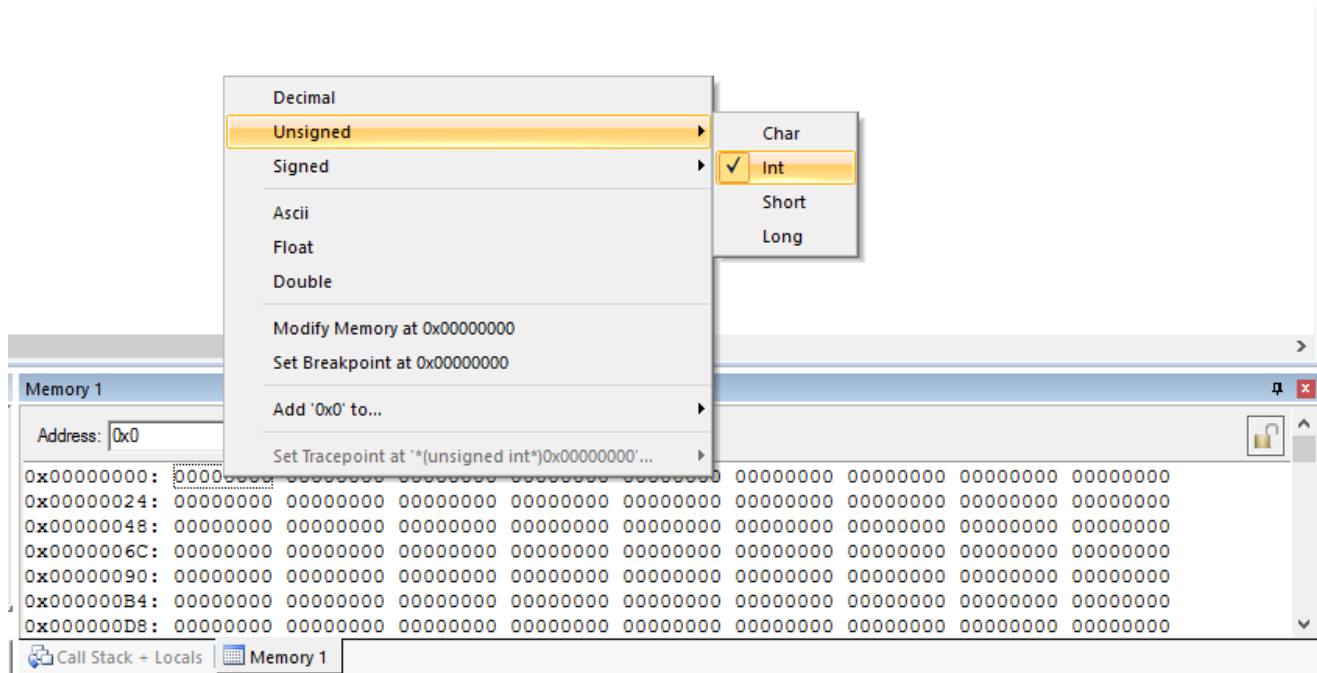 Decimal
Unsigned
Signed
Ascii
Float
Double
Modify Memory at 0x00000000
Set Breakpoint at 0x00000000
Add '0x0' to...
Set Tracepoint at '*(unsigned int*)0x00000000'...
Char
Int
Short
Long
Memory 1
Address: 0x0
0x00000000: 00000000 00000000 00000000 00000000 00000000 00000000 00000000 00000000 00000000
0x00000024: 00000000 00000000 00000000 00000000 00000000 00000000 00000000 00000000 00000000
0x00000048: 00000000 00000000 00000000 00000000 00000000 00000000 00000000 00000000 00000000
0x0000006C: 00000000 00000000 00000000 00000000 00000000 00000000 00000000 00000000 00000000
0x00000090: 00000000 00000000 00000000 00000000 00000000 00000000 00000000 00000000 00000000
0x000000B4: 00000000 00000000 00000000 00000000 00000000 00000000 00000000 00000000 00000000
0x000000D8: 00000000 00000000 00000000 00000000 00000000 00000000 00000000 00000000 00000000
Call Stack + Locals
Memory 1